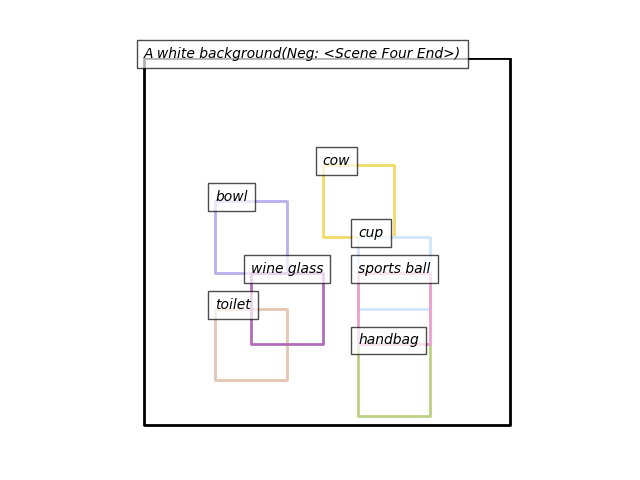 A white background(Neg: <Scene Four End>)
cow
bowl
cup
wine glass
sports ball
toilet
handbag